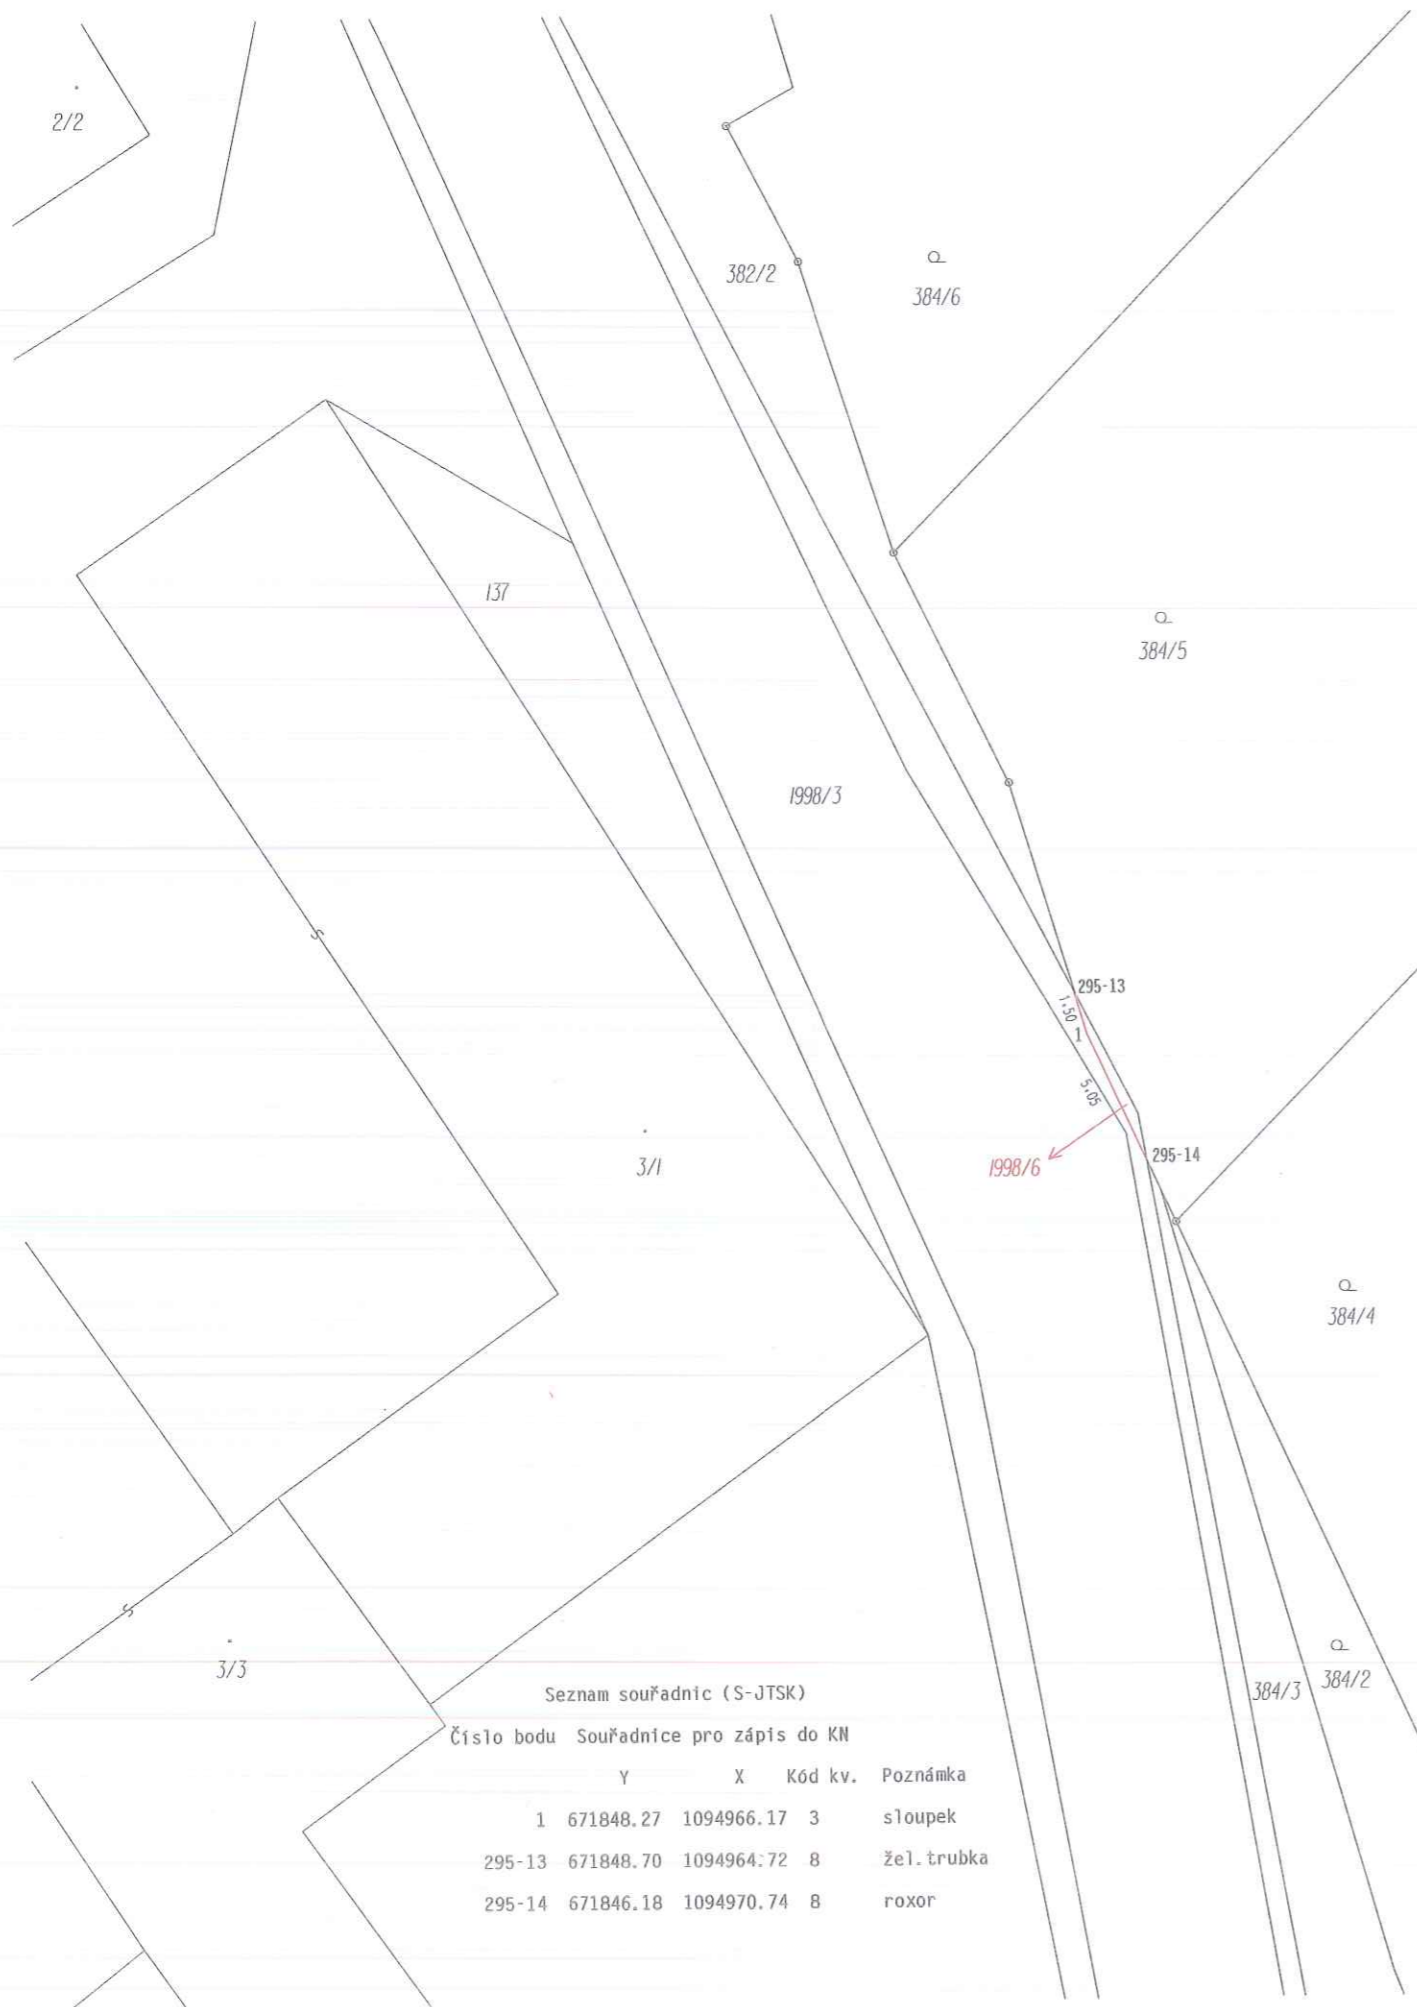 2/2
382/2
384/6
137
384/5
1998/3
295-13
1,50
1
5,05
295-14
1998/6
3/1
384/4
3/3
384/3
384/2
Seznam souřadnic (S-JTSK)
Číslo bodu Souřadnice pro zápis do KN
Y X Kód kv. Poznámka
1 671848.27 1094966.17 3 sloupek
295-13 671848.70 1094964.72 8 žel.trubka
295-14 671846.18 1094970.74 8 roxor